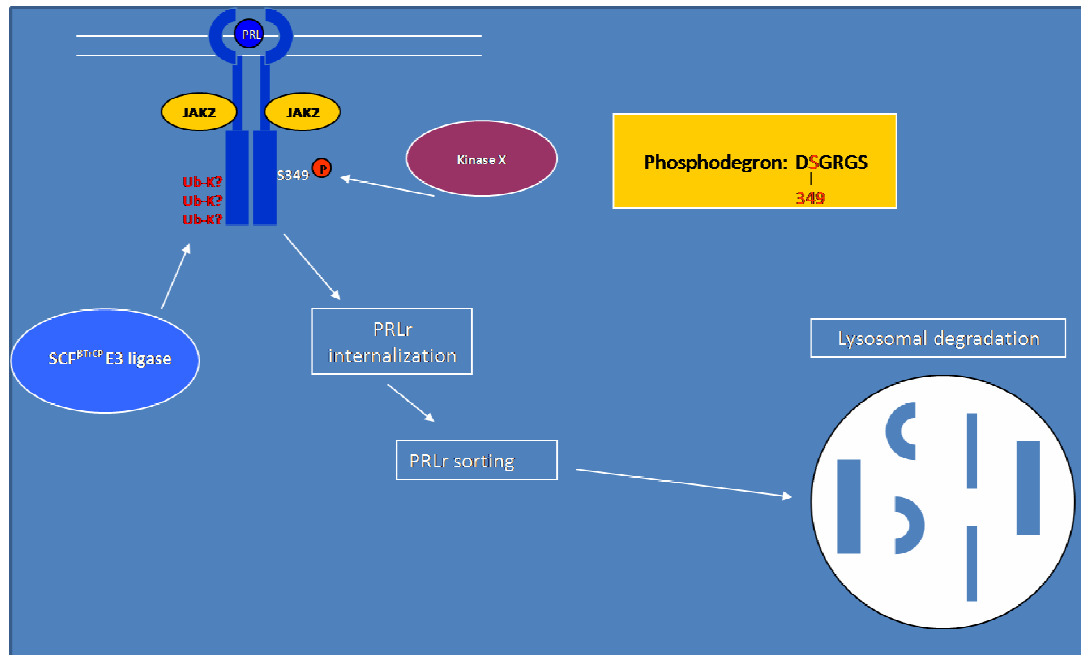 PRL
JAK2
JAK2
Kinase X
Phosphodegron: DSGRGS
349
S349
P
Ub-K?
Ub-K?
Ub-K?
SCFβTrCP E3 ligase
PRLr
internalization
Lysosomal degradation
PRLr sorting